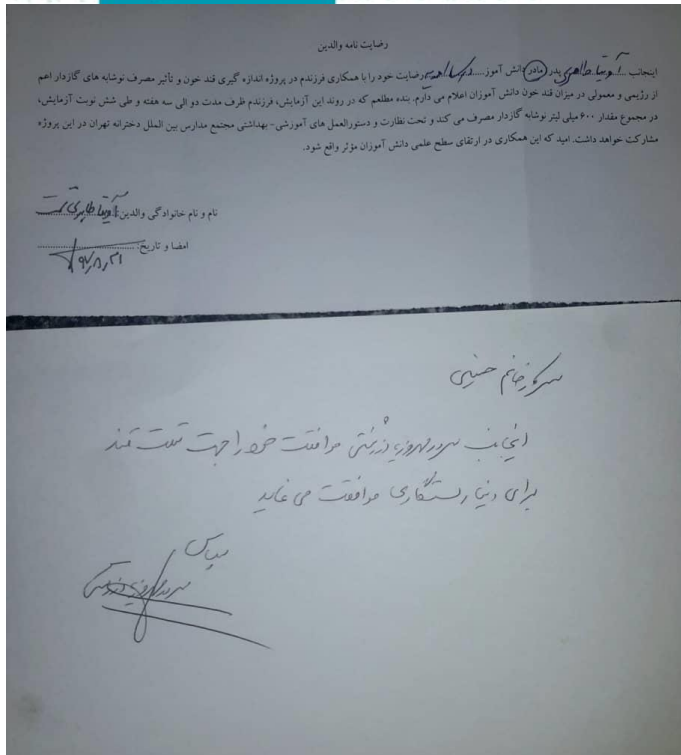 رضایت نامه والدین
اینجانب ... آویتا طاهری پدر/مادر دانش آموز..... رضایت خود را با همکاری فرزندم در پروژه اندازه گیری قند خون و تأثیر مصرف نوشابه های گازدار اعم
از رژیمی و معمولی در میزان قند خون دانش آموزان اعلام می دارم. بنده مطلعم که در روند این آزمایش، فرزندم ظرف مدت دو الی سه هفته و طی شش نوبت آزمایش،
در مجموع مقدار ۶۰۰ میلی لیتر نوشابه گازدار مصرف می کند و تحت نظارت و دستورالعمل های آموزشی- بهداشتی مجتمع مدارس بین الملل دخترانه تهران در این پروژه
مشارکت خواهد داشت. امید که این همکاری در ارتقای سطح علمی دانش آموزان مؤثر واقع شود.
نام و نام خانوادگی والدین:
امضا و تاریخ:
سرکار خانم حسینی
اینجانب موافقت خود را جهت تست قند
برای دنیا رستگاری موافقت می نماید
سپاس